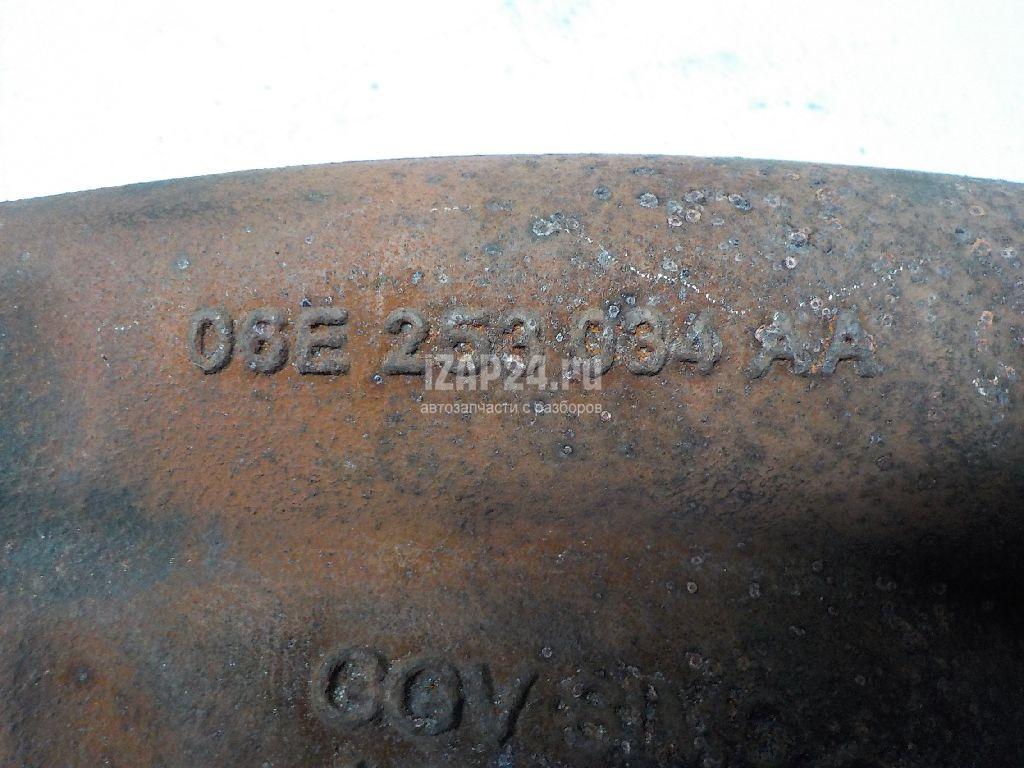 06E 253 034 AA
IZAP24.ru
автозапчасти с разборов